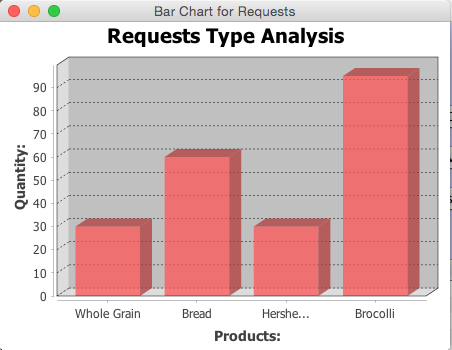 Bar Chart for Requests
Requests Type Analysis
Quantity:
90
80
70
60
50
40
30
20
10
0
Whole Grain Bread Hershe... Brocolli
Products: